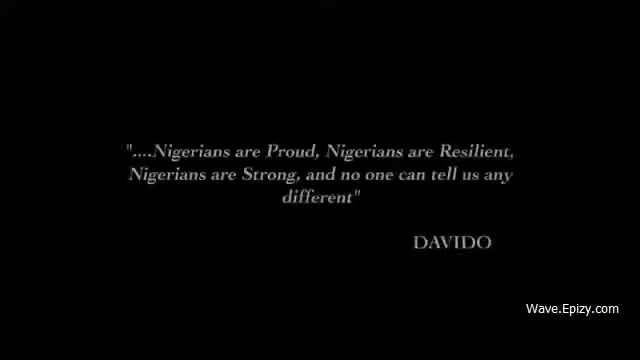 "....Nigerians are Proud, Nigerians are Resilient,
Nigerians are Strong, and no one can tell us any
different"
DAVIDO
Wave.Epizy.com